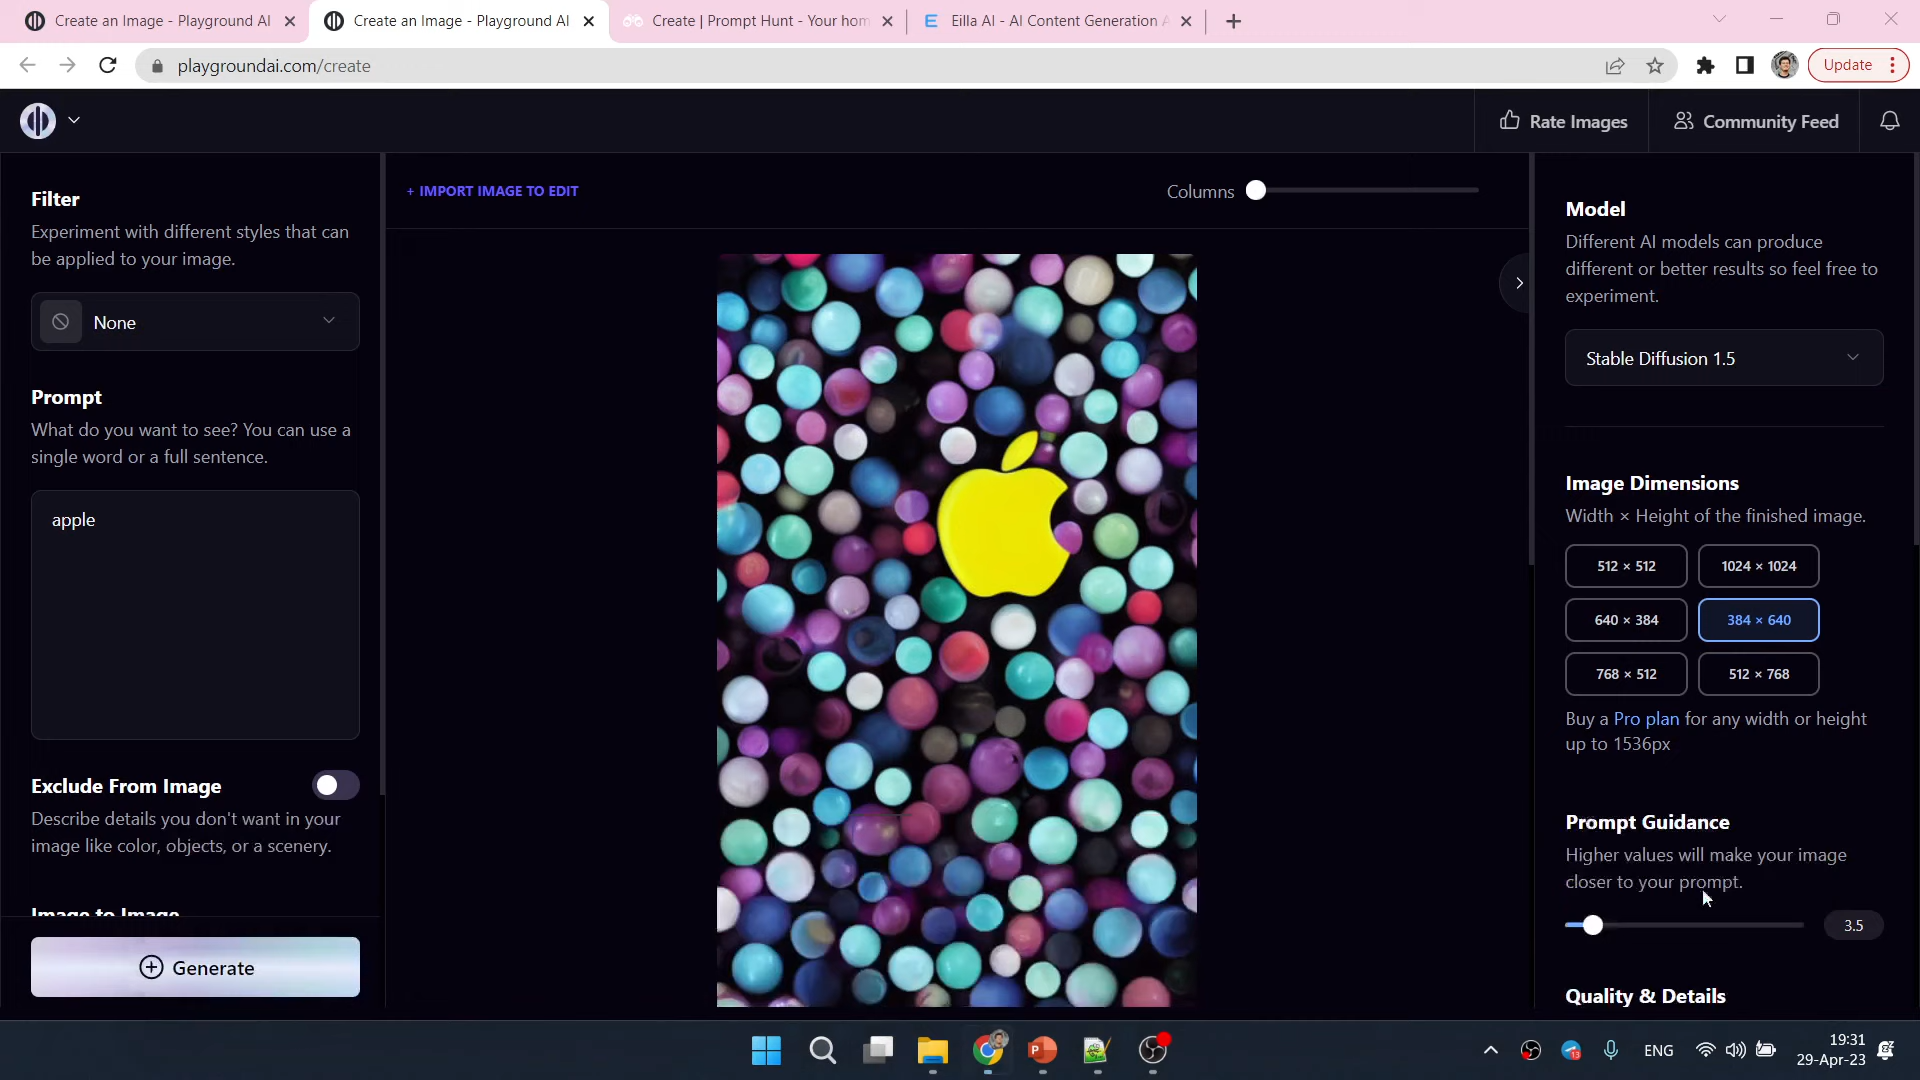 Create an Image - Playground AI
Create an Image - Playground AI
Create | Prompt Hunt - Your hom
Eilla AI - AI Content Generation A
playgroundai.com/create
Update
Rate Images
Community Feed
Filter
Experiment with different styles that can
be applied to your image.
None
Prompt
What do you want to see? You can use a
single word or a full sentence.
apple
Exclude From Image
Describe details you don't want in your
image like color, objects, or a scenery.
Image to Image
Generate
+ IMPORT IMAGE TO EDIT
Columns
Model
Different AI models can produce
different or better results so feel free to
experiment.
Stable Diffusion 1.5
Image Dimensions
Width × Height of the finished image.
512 × 512
1024 × 1024
640 × 384
384 × 640
768 × 512
512 × 768
Buy a Pro plan for any width or height
up to 1536px
Prompt Guidance
Higher values will make your image
closer to your prompt.
3.5
Quality & Details
P
13
ENG
19:31
29-Apr-23